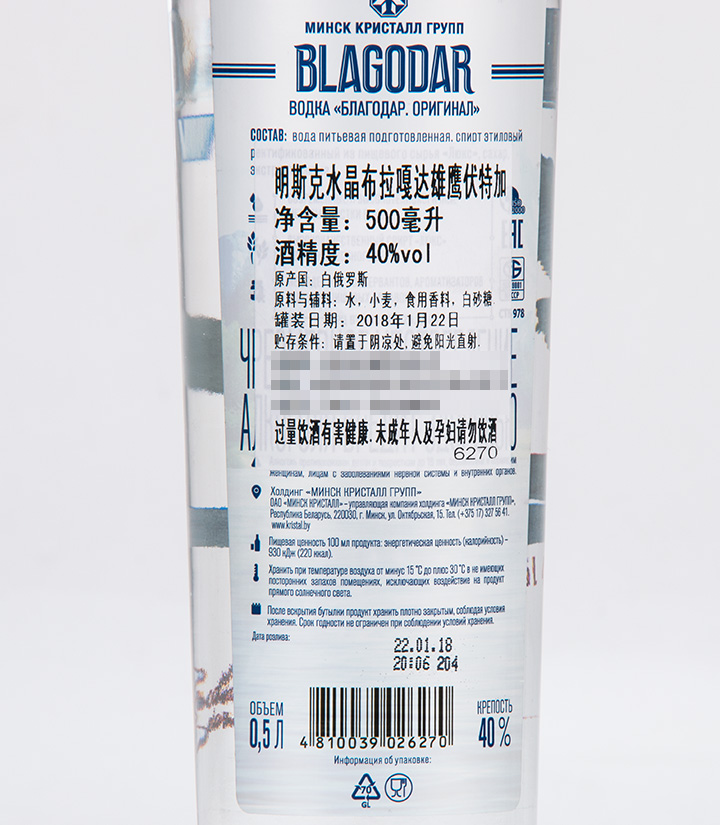 МИНСК КРИСТАЛЛ ГРУПП
BLAGODAR
ВОДКА «БЛАГОДАР. ОРИГИНАЛ»
СОСТАВ: вода питьевая подготовленная, спирт этиловый
明斯克水晶布拉嘎达雄鹰伏特加
净含量：500毫升
酒精度：40%vol
原产国：白俄罗斯
原料与辅料：水，小麦，食用香料，白砂糖
罐装日期：2018年1月22日
贮存条件：请置于阴凉处,避免阳光直射.
过量饮酒有害健康.未成年人及孕妇请勿饮酒
6270
женщинам, лицам с заболеваниями нервной системы и внутренних органов.
Холдинг «МИНСК КРИСТАЛЛ ГРУПП»
ОАО «МИНСК КРИСТАЛЛ» – управляющая компания холдинга «МИНСК КРИСТАЛЛ ГРУПП»,
Республика Беларусь, 220030, г. Минск, ул. Октябрьская, 15. Тел. (+375 17) 327 56 41.
www.kristal.by
Пищевая ценность 100 мл продукта: энергетическая ценность (калорийность) –
930 кДж (220 ккал).
Хранить при температуре воздуха от минус 15 °С до плюс 30 °С в не имеющих
посторонних запахов помещениях, исключающих воздействие на продукт
прямого солнечного света.
После вскрытия бутылки продукт хранить плотно закрытым, соблюдая условия
хранения. Срок годности не ограничен при соблюдении условий хранения.
Дата розлива:
22.01.18
20:06 204
ОБЪЕМ
0,5 Л
КРЕПОСТЬ
40 %
4 810039 026270
Информация об упаковке:
70
GL